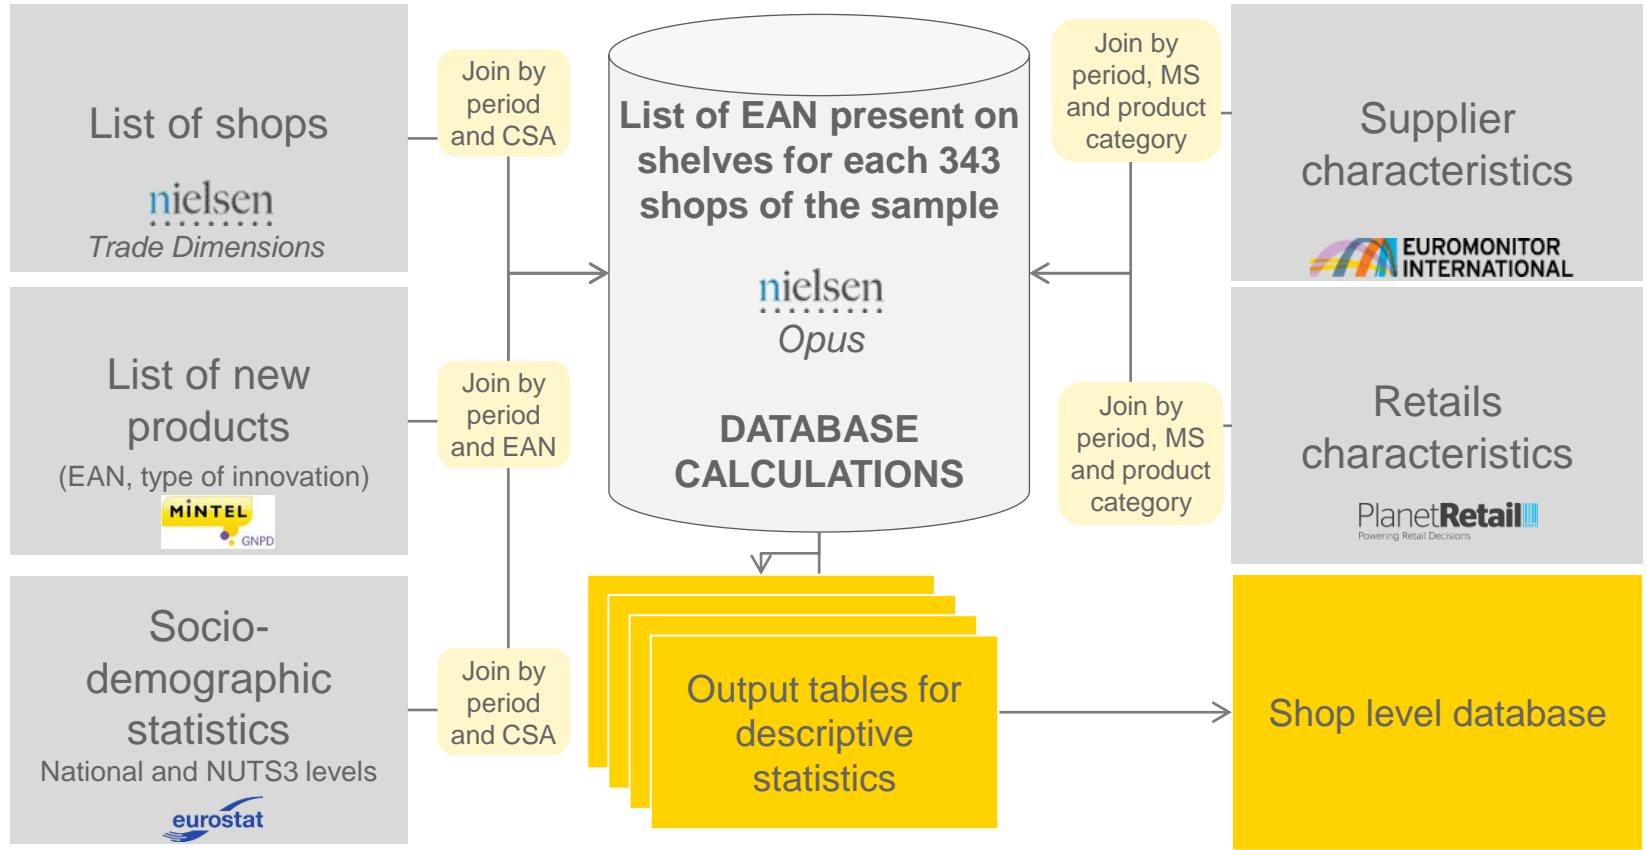 List of shops
nielsen
Trade Dimensions
Join by
period
and CSA
List of new
products
(EAN, type of innovation)
MiNTEL
GNPD
Join by
period
and EAN
Socio-
demographic
statistics
National and NUTS3 levels
eurostat
Join by
period
and CSA
List of EAN present on
shelves for each 343
shops of the sample
nielsen
Opus
DATABASE
CALCULATIONS
Join by
period, MS
and product
category
Supplier
characteristics
EUROMONITOR
INTERNATIONAL
Join by
period, MS
and product
category
Retails
characteristics
PlanetRetail
Powering Retail Decisions
Output tables for
descriptive
statistics
Shop level database